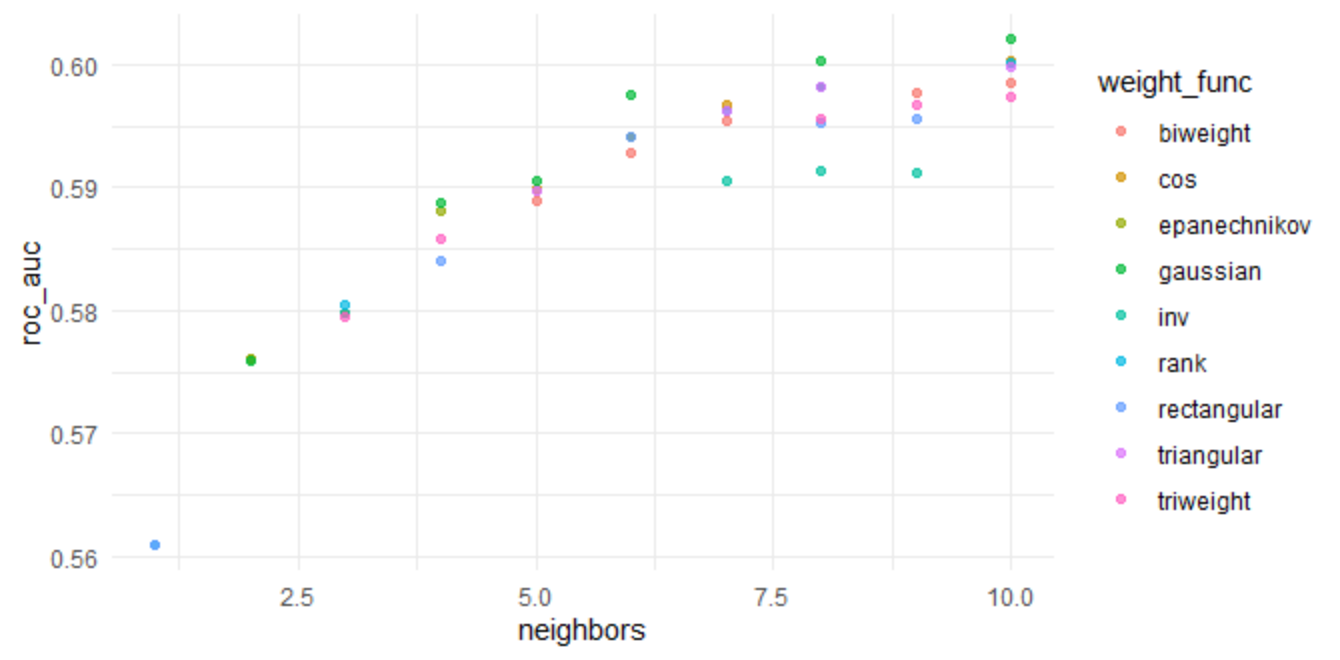 roc_auc
0.60
0.59
0.58
0.57
0.56
2.5 5.0 7.5 10.0
neighbors
weight_func
biweight
cos
epanechnikov
gaussian
inv
rank
rectangular
triangular
triweight